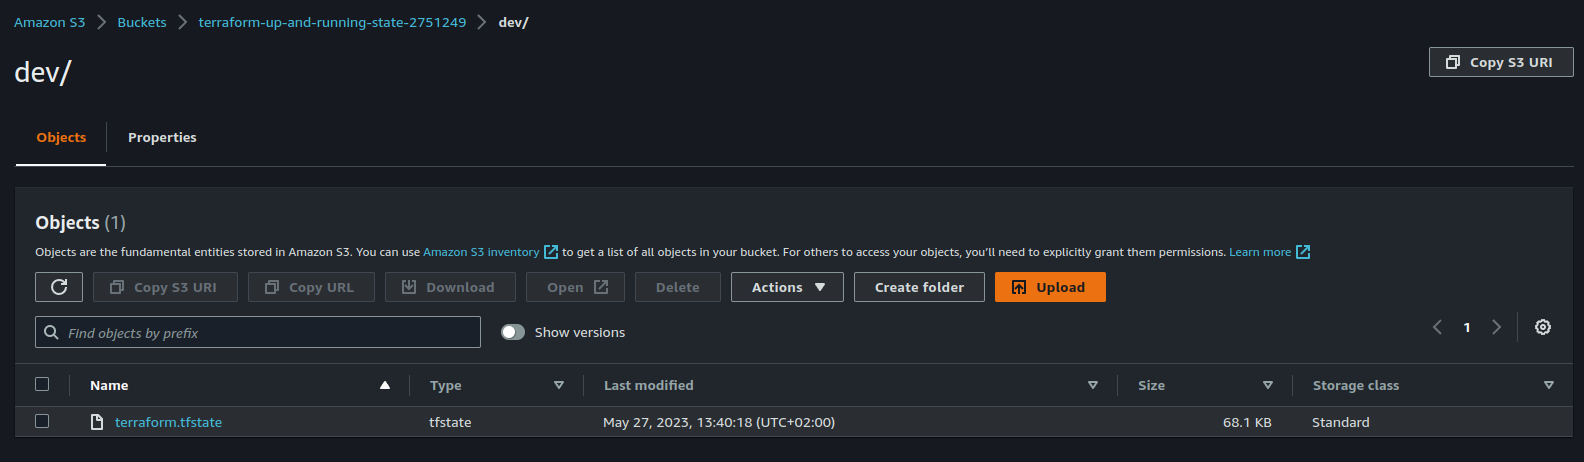 Amazon S3 Buckets terraform-up-and-running-state-2751249 dev/
dev/
Copy S3 URI
Objects Properties
Objects (1)
Objects are the fundamental entities stored in Amazon S3. You can use Amazon S3 inventory to get a list of all objects in your bucket. For others to access your objects, you'll need to explicitly grant them permissions. Learn more
Copy S3 URI Copy URL Download Open Delete Actions Create folder Upload
Find objects by prefix Show versions 1
Name Type Last modified Size Storage class
terraform.tfstate tfstate May 27, 2023, 13:40:18 (UTC+02:00) 68.1 KB Standard